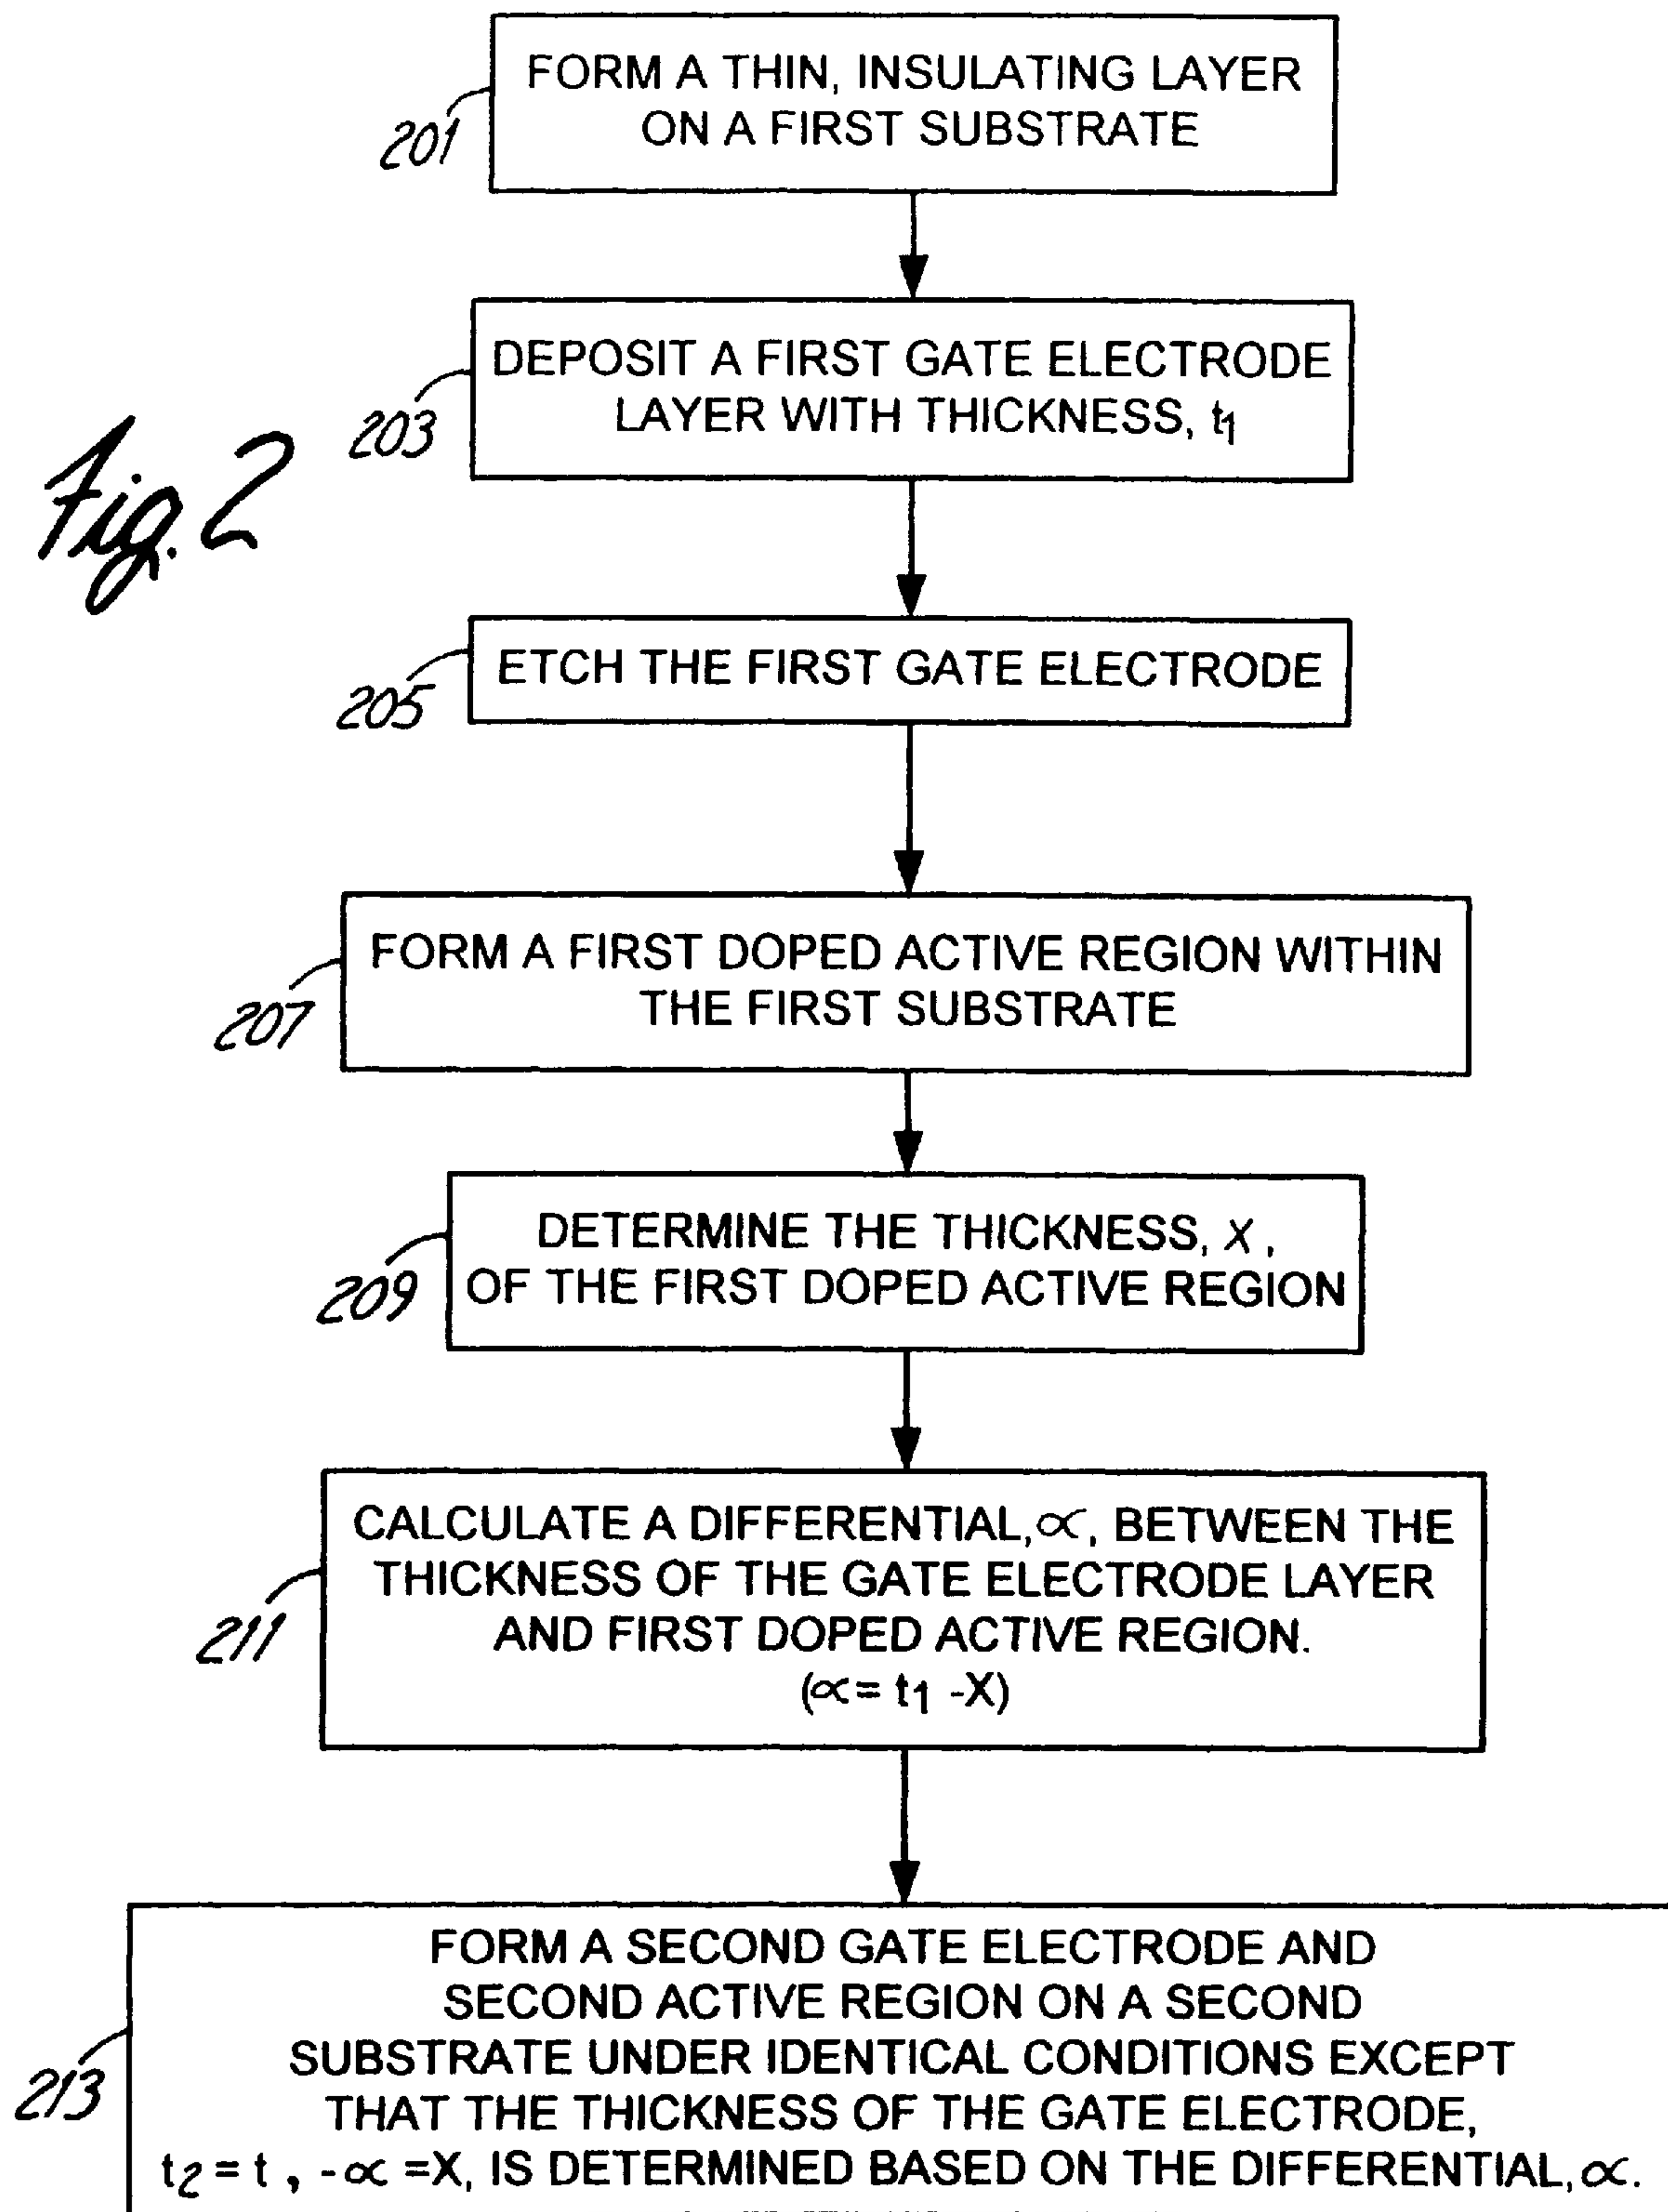 FORM A THIN, INSULATING LAYER
ON A FIRST SUBSTRATE
201
DEPOSIT A FIRST GATE ELECTRODE
LAYER WITH THICKNESS, t1
203
Fig. 2
ETCH THE FIRST GATE ELECTRODE
205
FORM A FIRST DOPED ACTIVE REGION WITHIN
THE FIRST SUBSTRATE
207
DETERMINE THE THICKNESS, X,
OF THE FIRST DOPED ACTIVE REGION
209
CALCULATE A DIFFERENTIAL, ∝, BETWEEN THE
THICKNESS OF THE GATE ELECTRODE LAYER
AND FIRST DOPED ACTIVE REGION.
(∝= t1 -X)
211
FORM A SECOND GATE ELECTRODE AND
SECOND ACTIVE REGION ON A SECOND
SUBSTRATE UNDER IDENTICAL CONDITIONS EXCEPT
THAT THE THICKNESS OF THE GATE ELECTRODE,
t2 = t , -∝ =X, IS DETERMINED BASED ON THE DIFFERENTIAL, ∝.
213